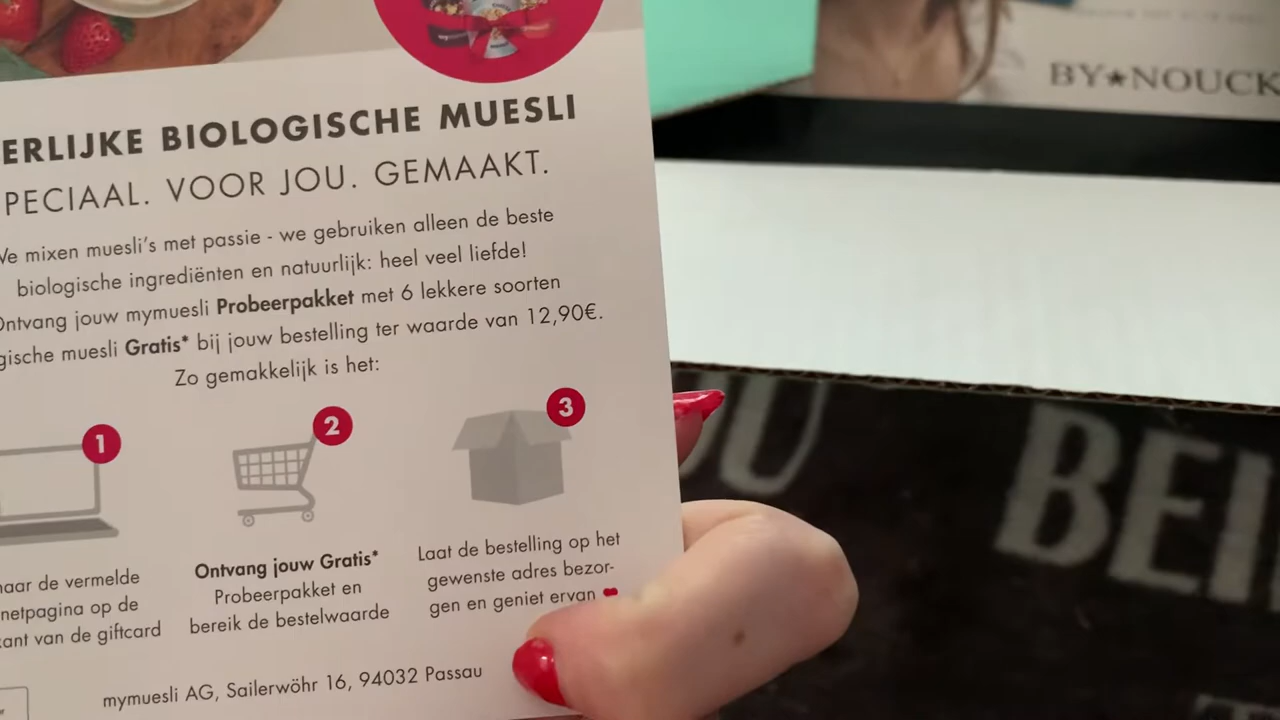 BY★NOUCK
ERLIJKE BIOLOGISCHE MUESLI
PECIAAL. VOOR JOU. GEMAAKT.
We mixen muesli's met passie - we gebruiken alleen de beste
biologische ingrediënten en natuurlijk: heel veel liefde!
Ontvang jouw mymuesli Probeerpakket met 6 lekkere soorten
gische muesli Gratis* bij jouw bestelling ter waarde van 12,90€.
Zo gemakkelijk is het:
1
2
3
naar de vermelde
netpagina op de
kant van de giftcard
Ontvang jouw Gratis*
Probeerpakket en
bereik de bestelwaarde
Laat de bestelling op het
gewenste adres bezor-
gen en geniet ervan ❤
mymuesli AG, Sailerwöhr 16, 94032 Passau
OU
BEI